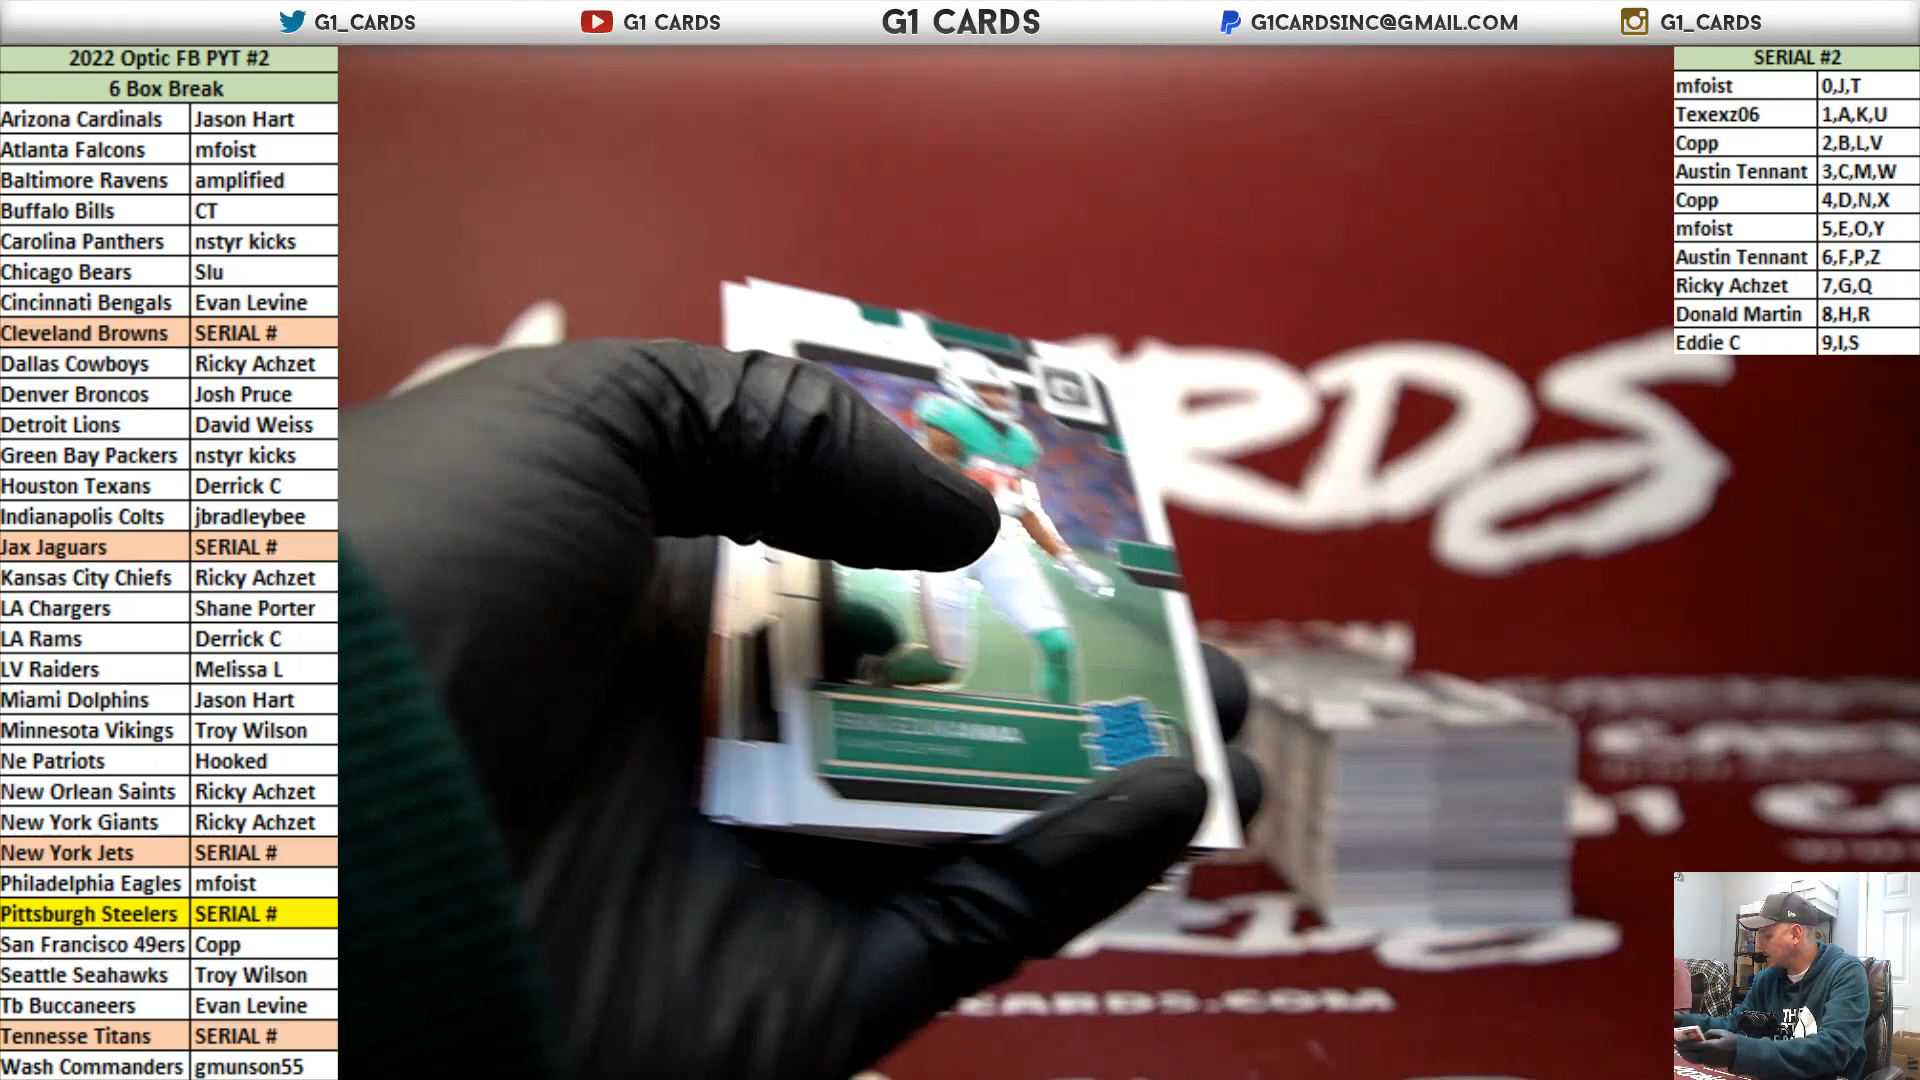 G1_CARDS
G1 CARDS
G1 CARDS
G1CARDSINC@GMAIL.COM
G1_CARDS
2022 Optic FB PYT #2
6 Box Break
Arizona Cardinals Jason Hart
Atlanta Falcons mfoist
Baltimore Ravens amplified
Buffalo Bills CT
Carolina Panthers nstyr kicks
Chicago Bears Slu
Cincinnati Bengals Evan Levine
Cleveland Browns SERIAL #
Dallas Cowboys Ricky Achzet
Denver Broncos Josh Pruce
Detroit Lions David Weiss
Green Bay Packers nstyr kicks
Houston Texans Derrick C
Indianapolis Colts jbradleybee
Jax Jaguars SERIAL #
Kansas City Chiefs Ricky Achzet
LA Chargers Shane Porter
LA Rams Derrick C
LV Raiders Melissa L
Miami Dolphins Jason Hart
Minnesota Vikings Troy Wilson
Ne Patriots Hooked
New Orlean Saints Ricky Achzet
New York Giants Ricky Achzet
New York Jets SERIAL #
Philadelphia Eagles mfoist
Pittsburgh Steelers SERIAL #
San Francisco 49ers Copp
Seattle Seahawks Troy Wilson
Tb Buccaneers Evan Levine
Tennesse Titans SERIAL #
Wash Commanders gmunson55
SERIAL #2
mfoist 0,J,T
Texexz06 1,A,K,U
Copp 2,B,L,V
Austin Tennant 3,C,M,W
Copp 4,D,N,X
mfoist 5,E,O,Y
Austin Tennant 6,F,P,Z
Ricky Achzet 7,G,Q
Donald Martin 8,H,R
Eddie C 9,I,S
RDS
CARDS.COM